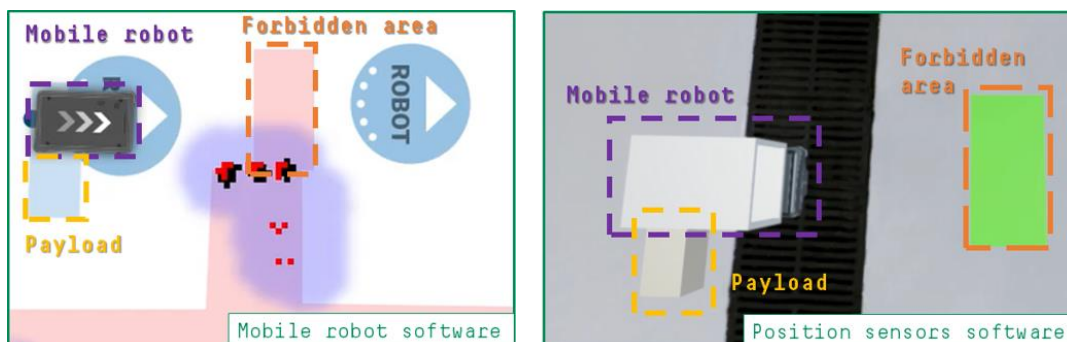 Mobile robot
Forbidden area
ROBOT
R
Payload
Mobile robot software
Forbidden
area
Mobile robot
Payload
Position sensors software